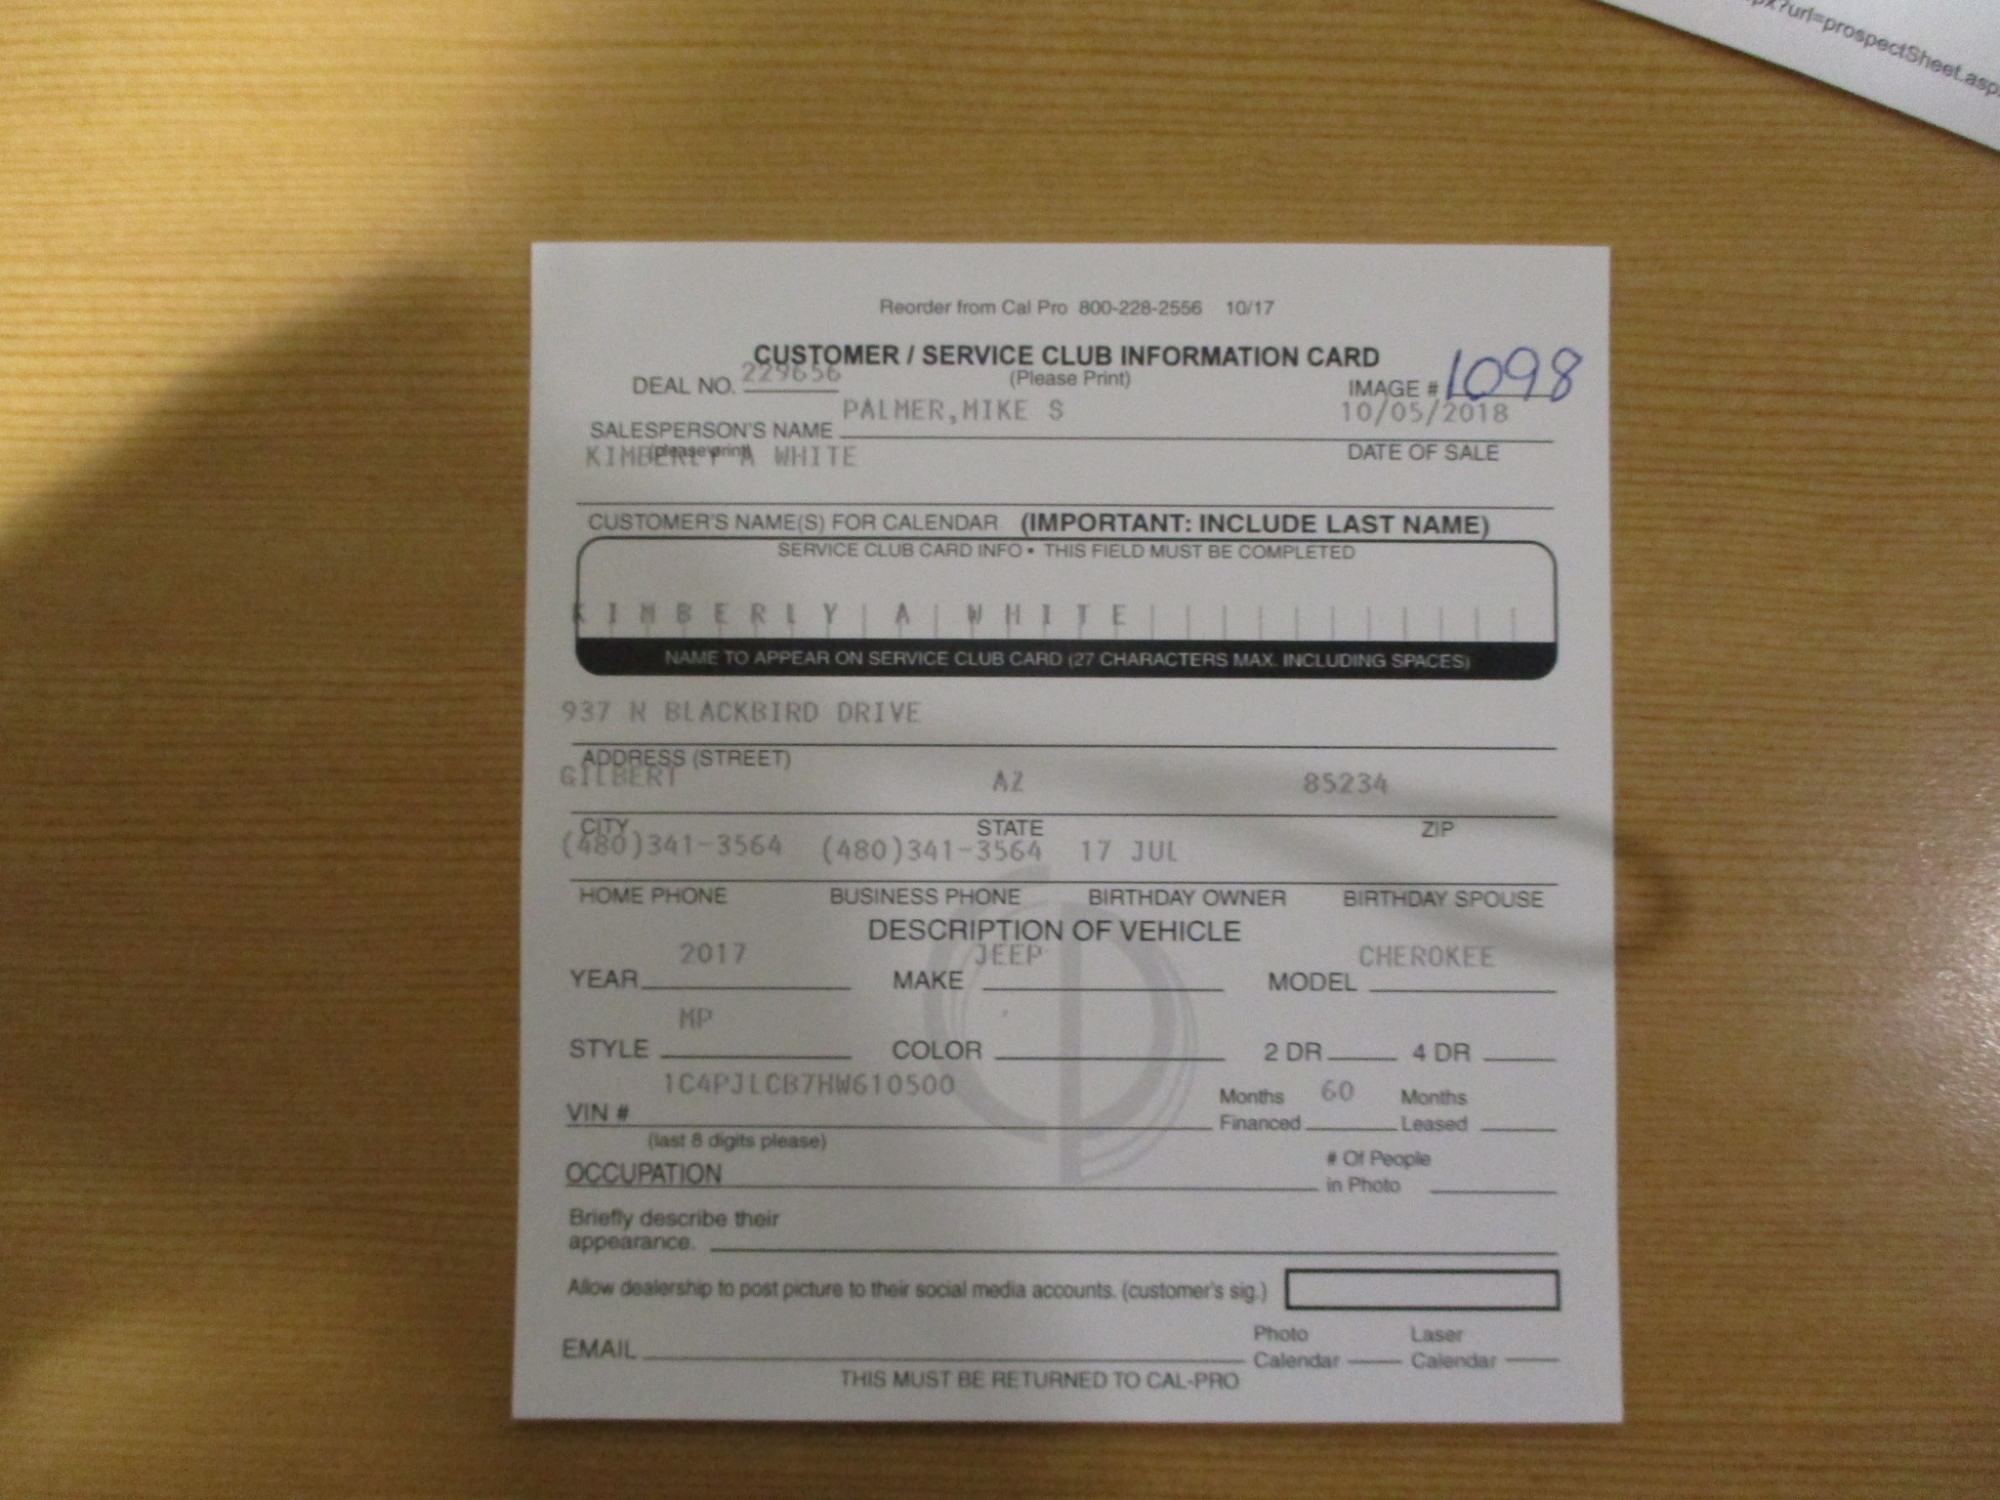 px?url=prospectSheet.asp
Reorder from Cal Pro 800-228-2556 10/17
CUSTOMER / SERVICE CLUB INFORMATION CARD
(Please Print)
DEAL NO. 229656
IMAGE # 1098
PALMER,MIKE S 10/05/2018
SALESPERSON'S NAME
(please print)
DATE OF SALE
KIMBERLY A WHITE
CUSTOMER'S NAME(S) FOR CALENDAR (IMPORTANT: INCLUDE LAST NAME)
SERVICE CLUB CARD INFO • THIS FIELD MUST BE COMPLETED
KIMBERLY A WHITE
NAME TO APPEAR ON SERVICE CLUB CARD (27 CHARACTERS MAX. INCLUDING SPACES)
937 N BLACKBIRD DRIVE
ADDRESS (STREET)
GILBERT AZ 85234
CITY STATE ZIP
(480)341-3564 (480)341-3564 17 JUL
HOME PHONE BUSINESS PHONE BIRTHDAY OWNER BIRTHDAY SPOUSE
DESCRIPTION OF VEHICLE
YEAR 2017 MAKE JEEP MODEL CHEROKEE
STYLE MP COLOR 2 DR 4 DR
VIN # 1C4PJLCB7HW610500
(last 8 digits please)
Months Financed 60 Months Leased
OCCUPATION
# Of People in Photo
Briefly describe their
appearance.
Allow dealership to post picture to their social media accounts. (customer's sig.)
EMAIL
Photo Calendar Laser Calendar
THIS MUST BE RETURNED TO CAL-PRO